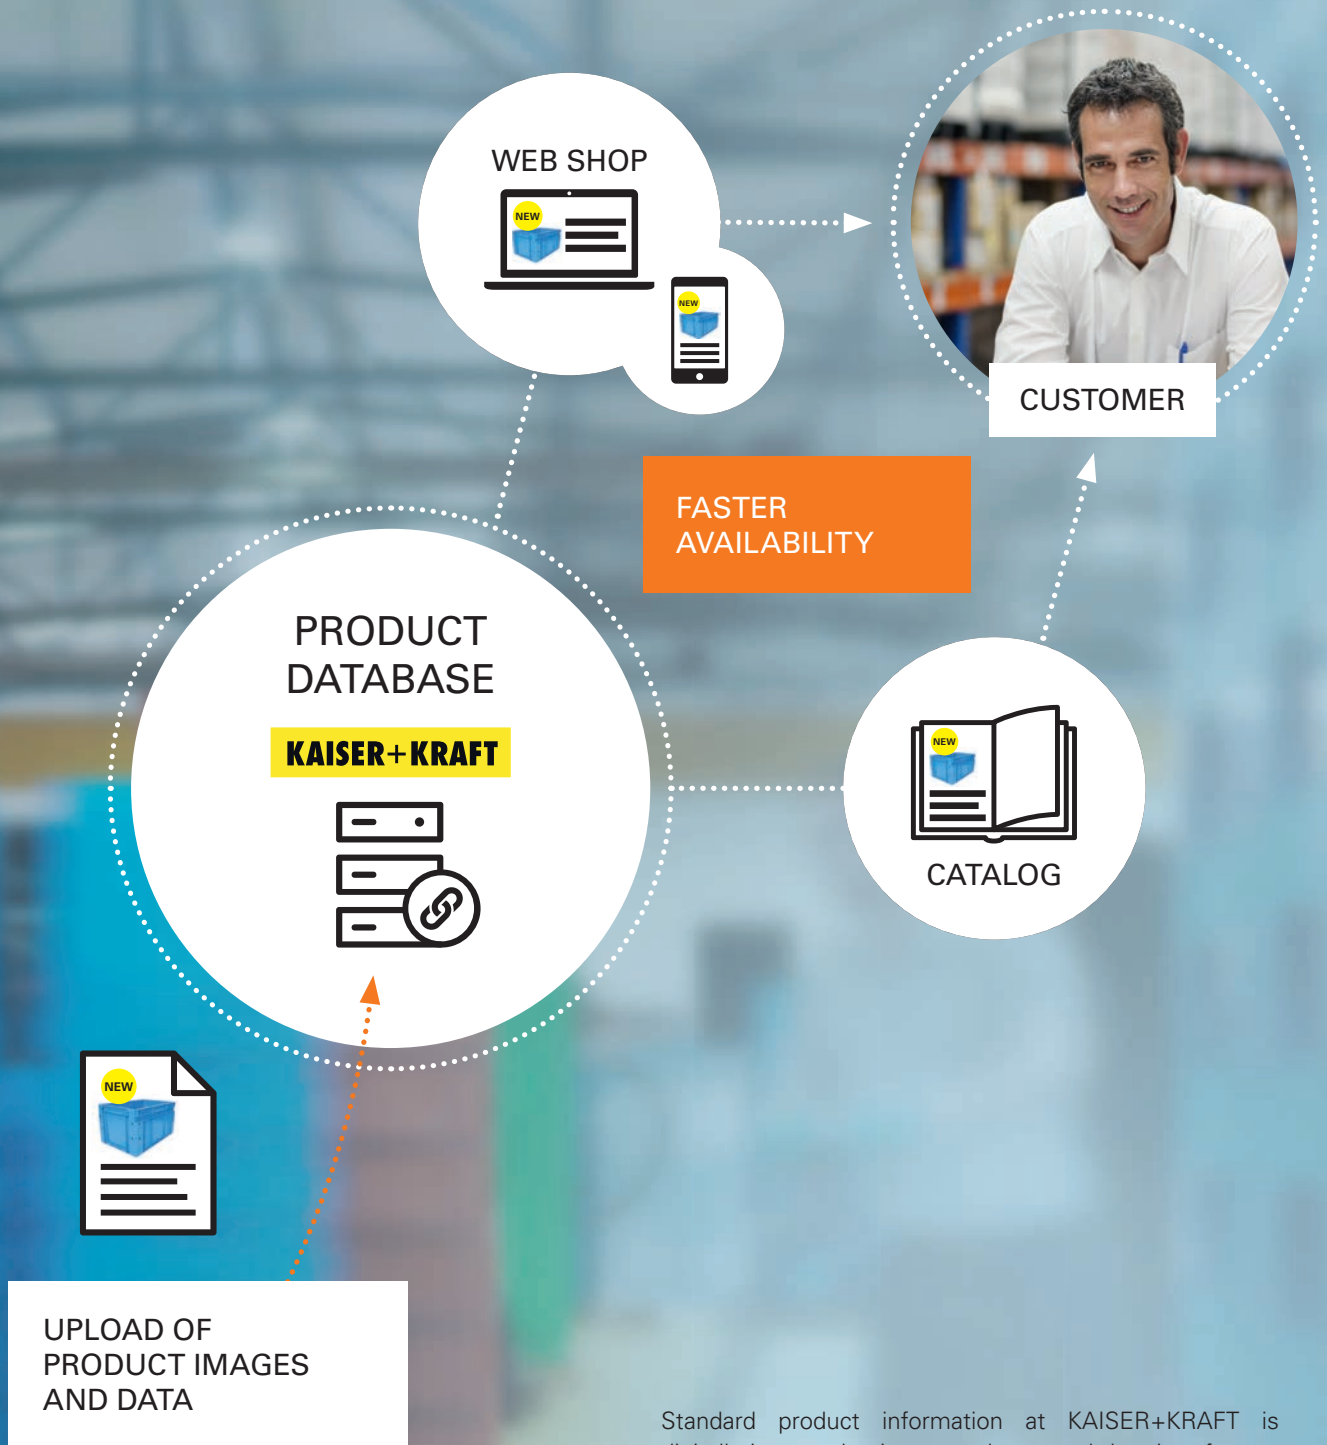 WEB SHOP
NEW
NEW
CUSTOMER
FASTER
AVAILABILITY
PRODUCT
DATABASE
KAISER+KRAFT
NEW
CATALOG
NEW
UPLOAD OF
PRODUCT IMAGES
AND DATA
Standard product information at KAISER+KRAFT is